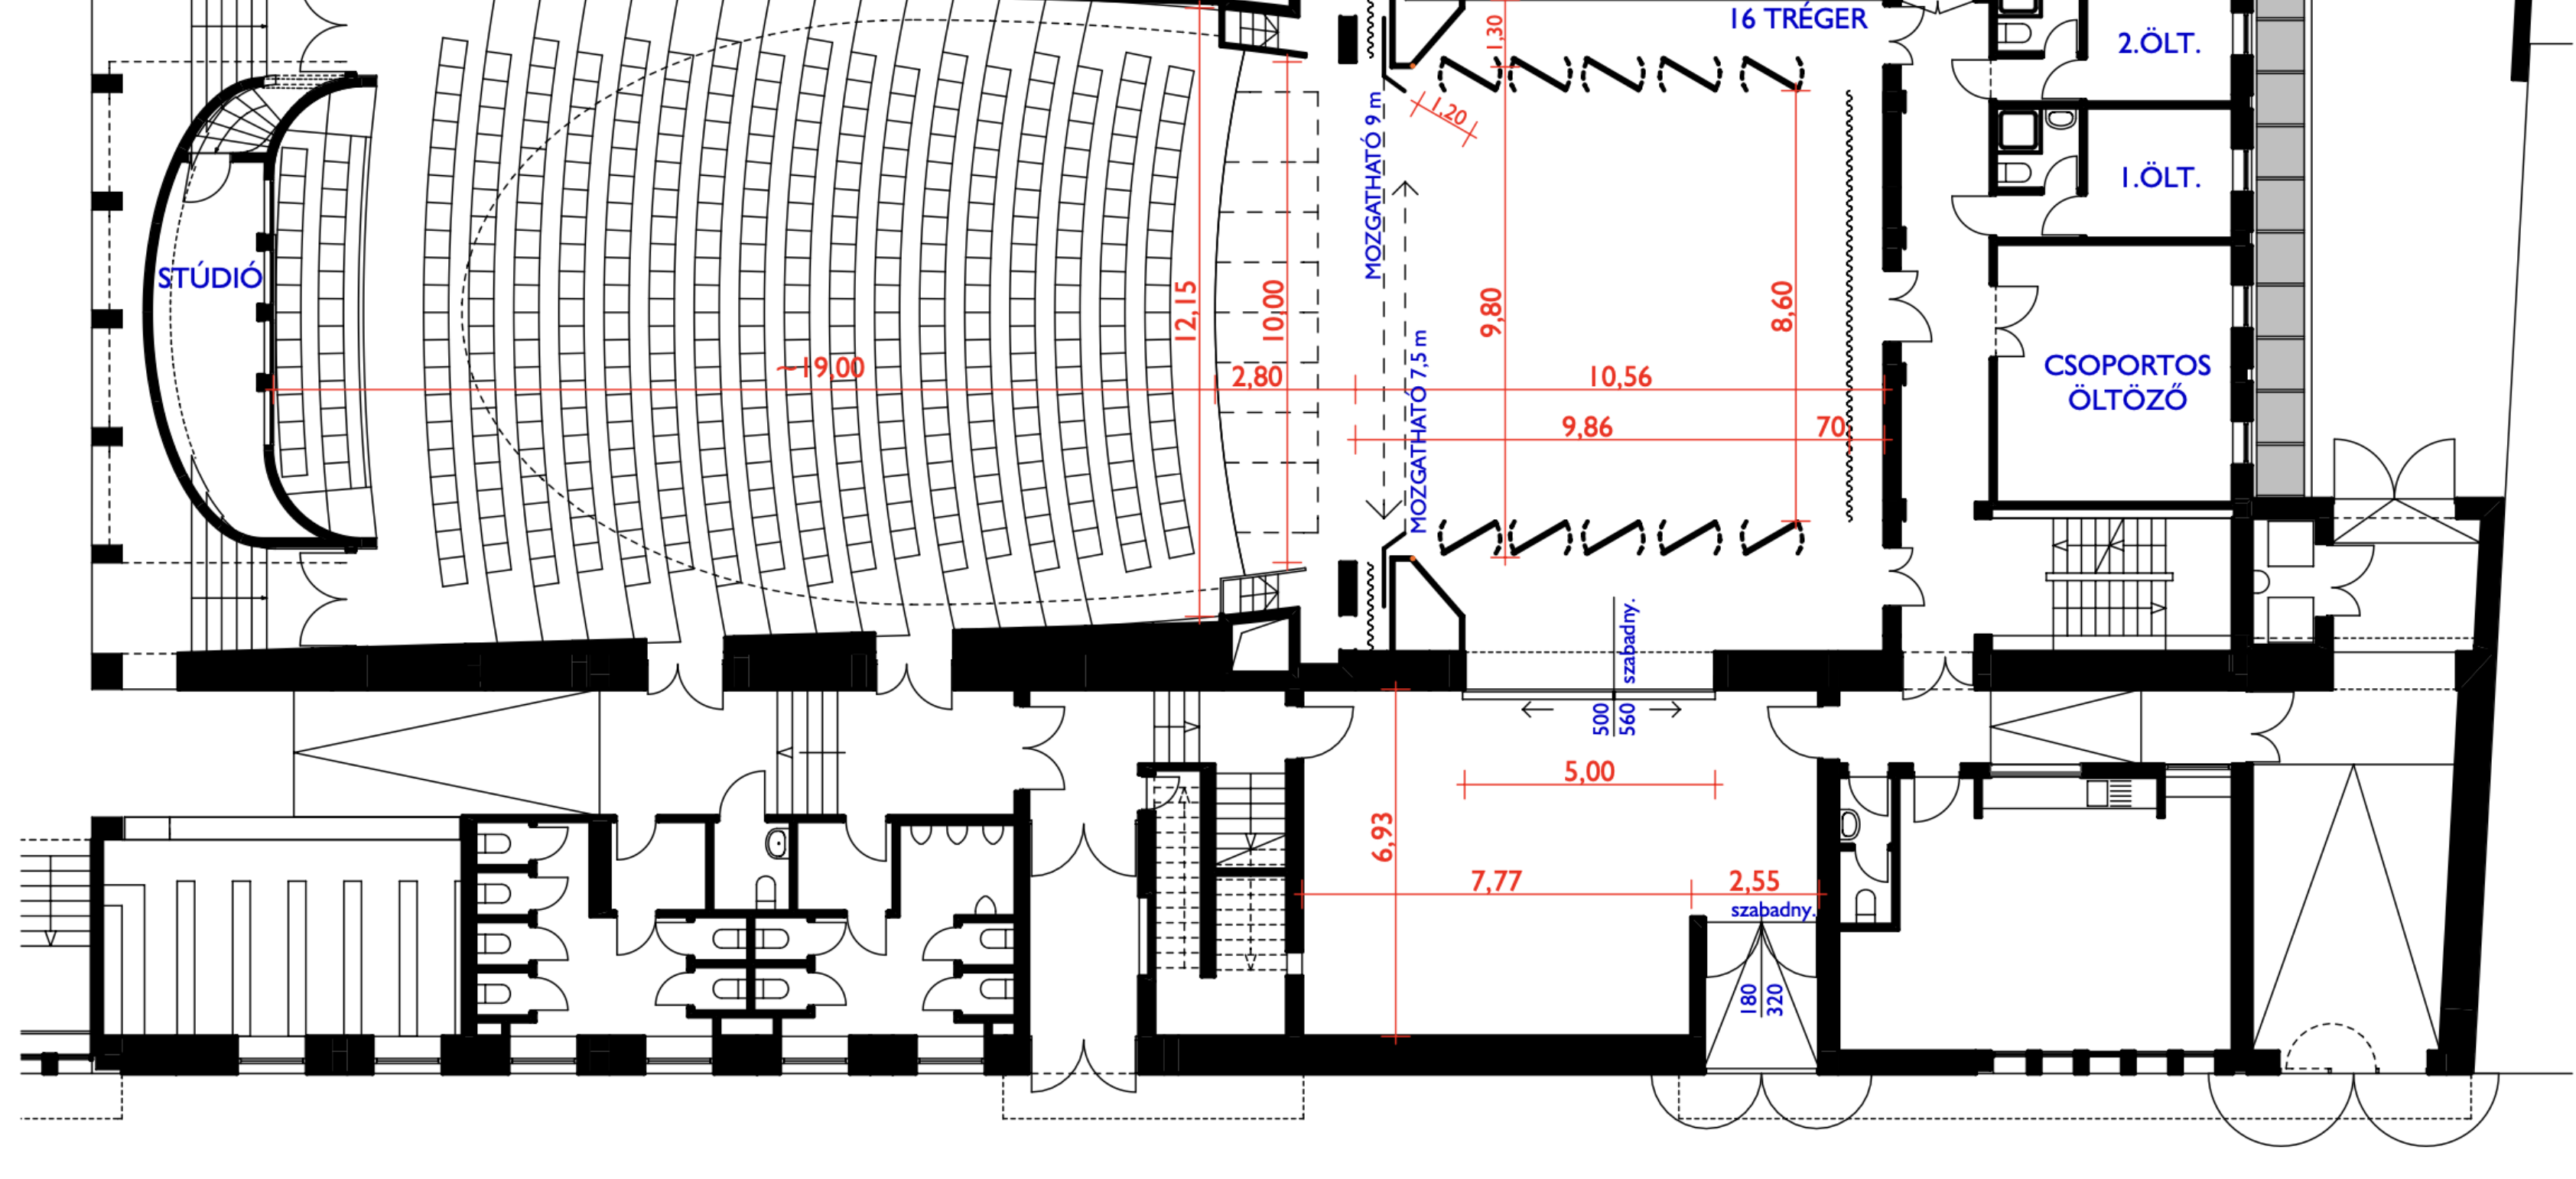 16 TRÉGER
1,30
2.ÖLT.
MOZGATHATÓ 9 m
1,20
1.ÖLT.
STÚDIÓ
12,15
10,00
9,80
8,60
MOZGATHATÓ 7,5 m
~19,00
2,80
10,56
CSOPORTOS
ÖLTÖZŐ
9,86
70
szabadny.
500
560
5,00
6,93
7,77
2,55
szabadny.
180
320